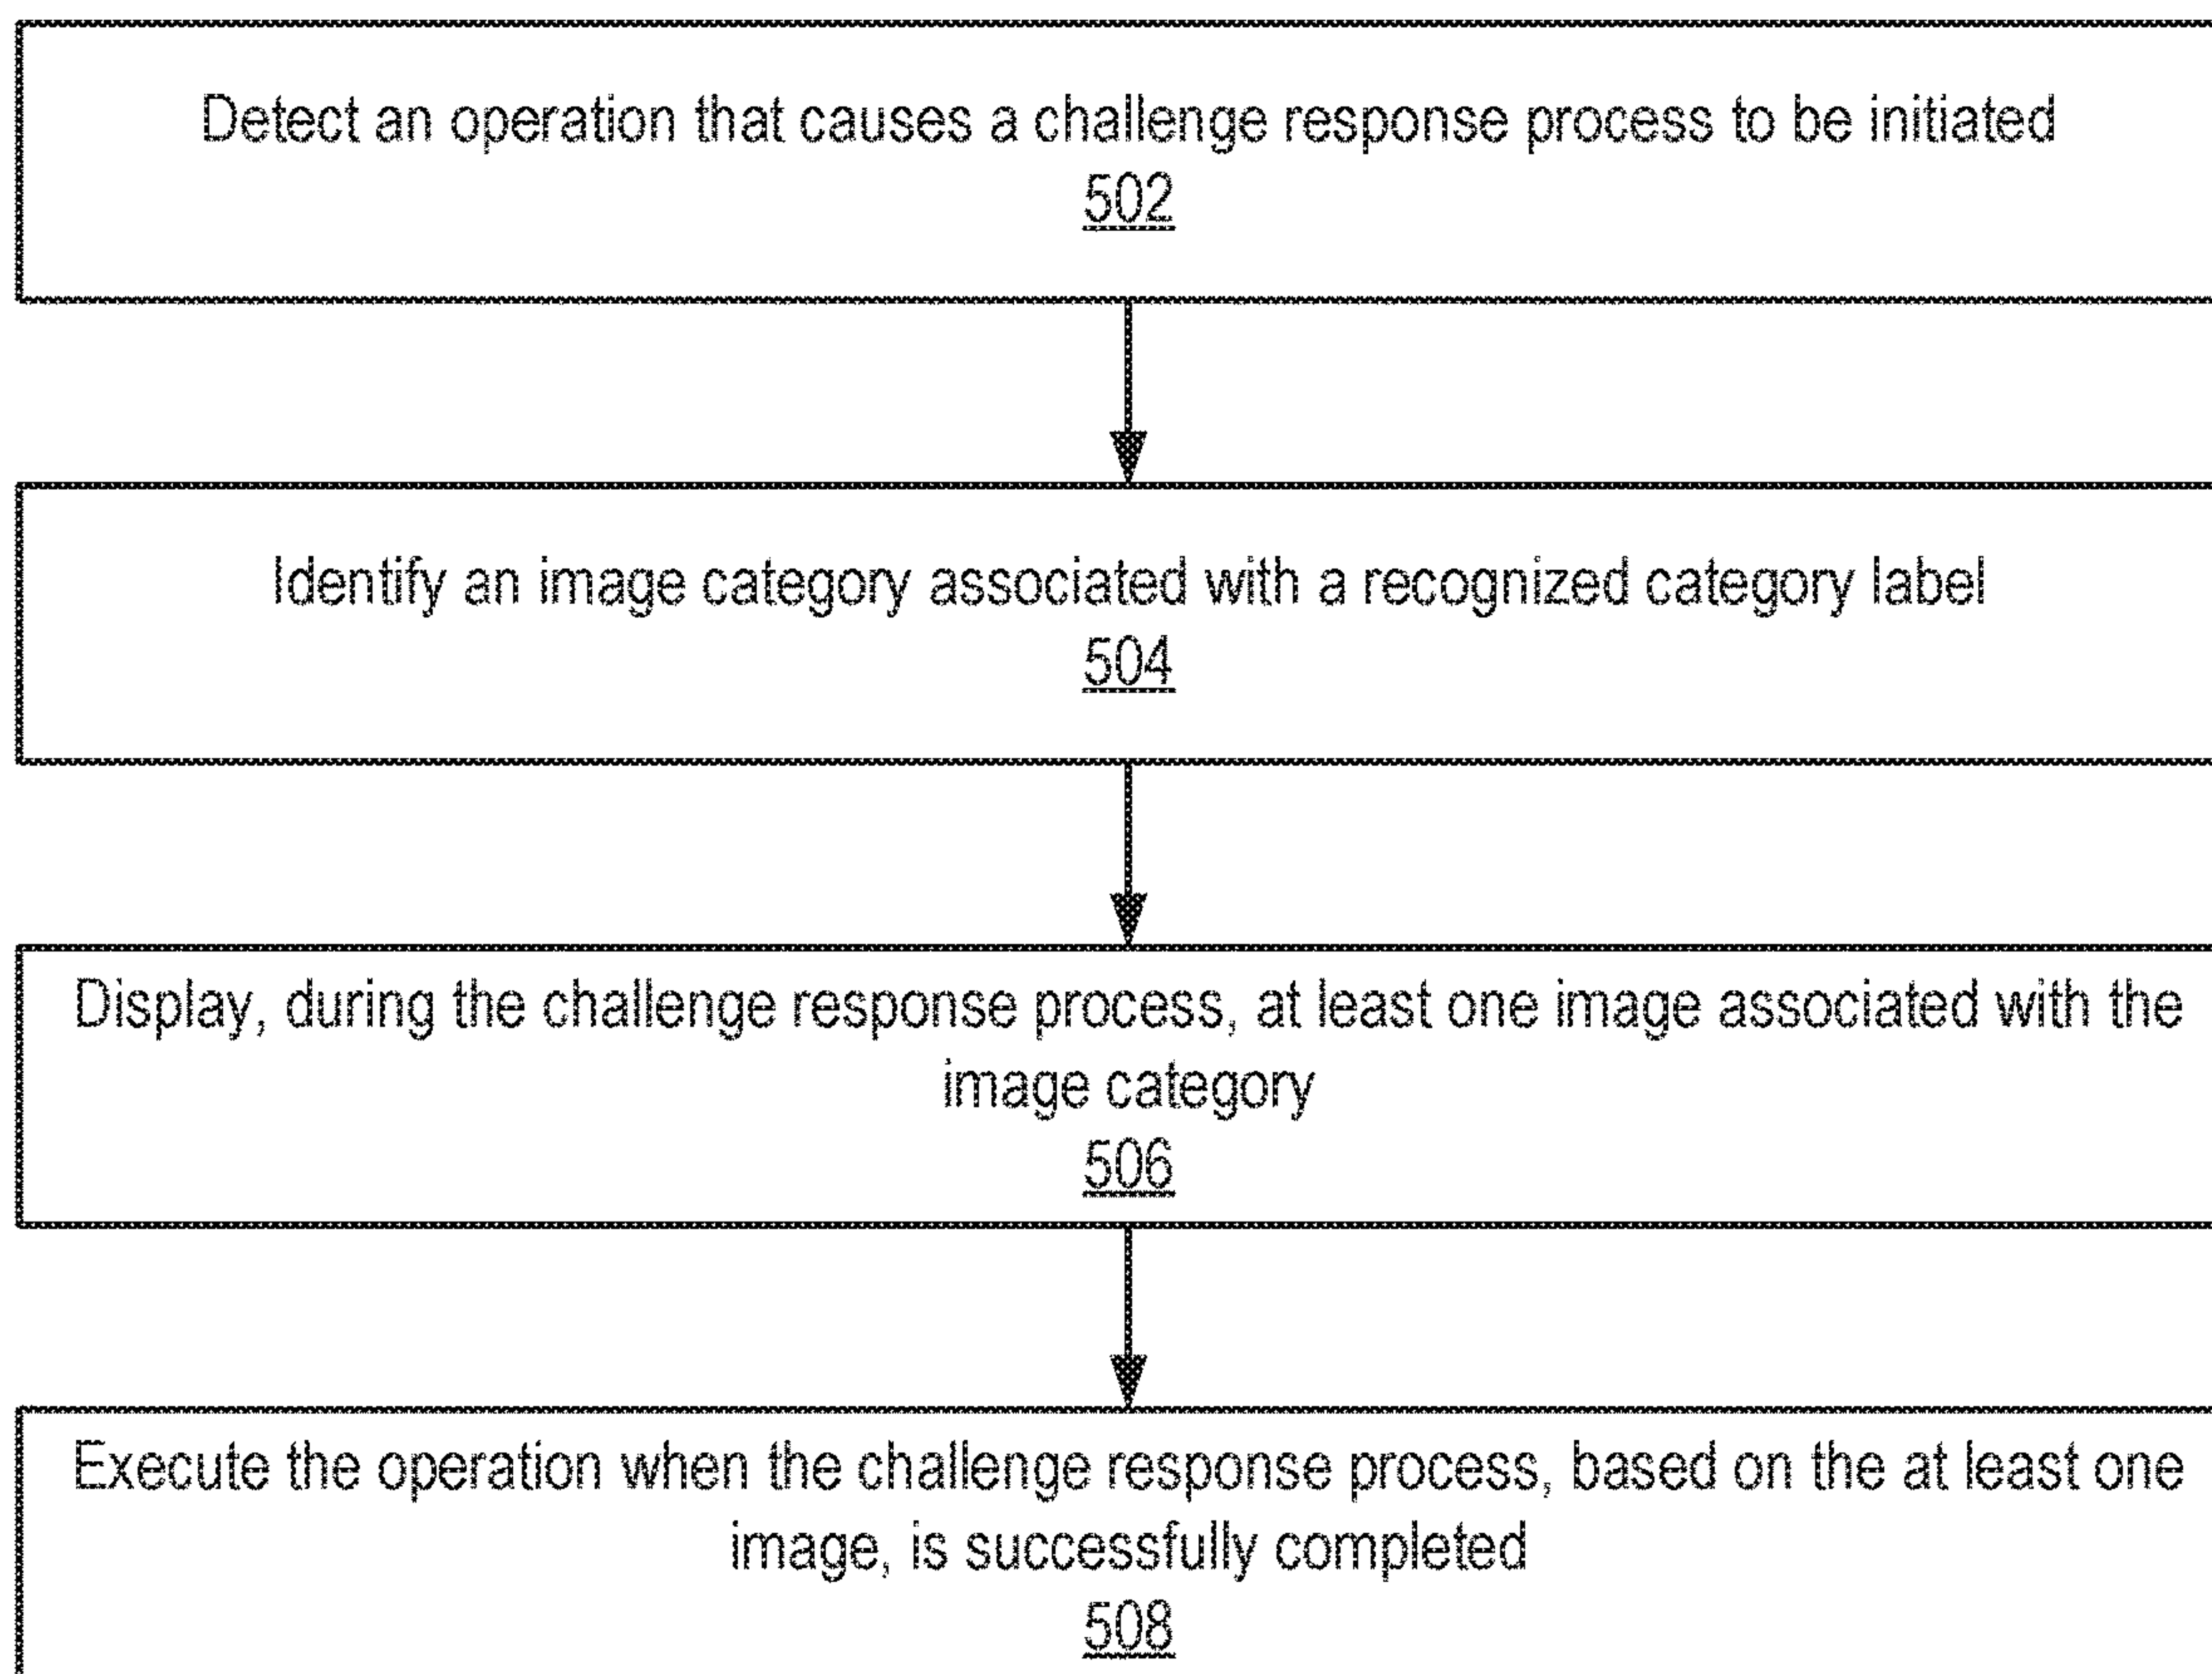 Detect an operation that causes a challenge response process to be initiated
502
Identify an image category associated with a recognized category label
504
Display, during the challenge response process, at least one image associated with the
image category
506
Execute the operation when the challenge response process, based on the at least one
image, is successfully completed
508